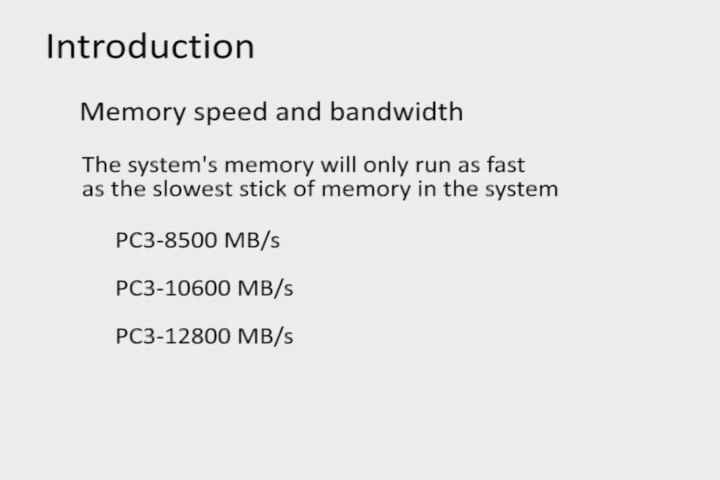 Introduction
Memory speed and bandwidth
The system's memory will only run as fast
as the slowest stick of memory in the system
PC3-8500 MB/s
PC3-10600 MB/s
PC3-12800 MB/s